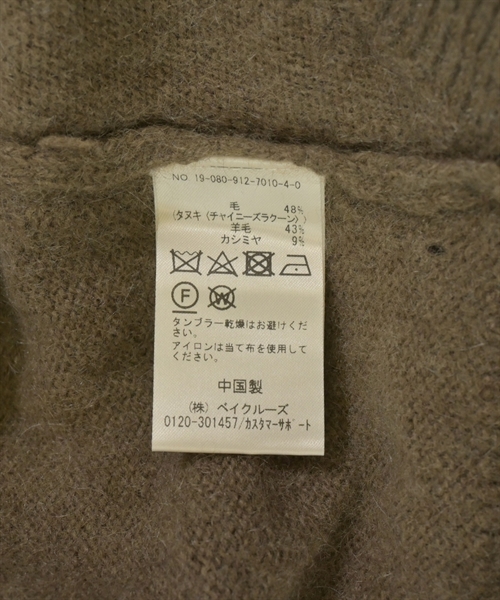 NO. 19-080-912-7010-4-0
毛 48%
(タヌキ(チャイニーズラクーン))
羊毛 43%
カシミヤ 9%
F W
タンブラー乾燥はお避けくだ
さい。
アイロンは当て布を使用して
ください。
中国製
(株) ベイクルーズ
0120-301457/カスタマーサポート